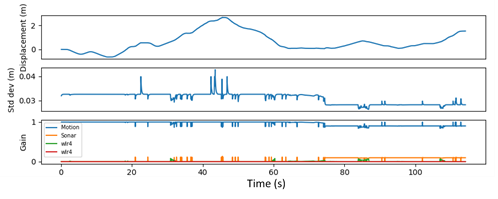 Displacement (m)
2
0
Std dev (m)
0.04
0.03
Gain
1
0
Motion
Sonar
wlr4
wlr4
0 20 40 60 80 100
Time (s)